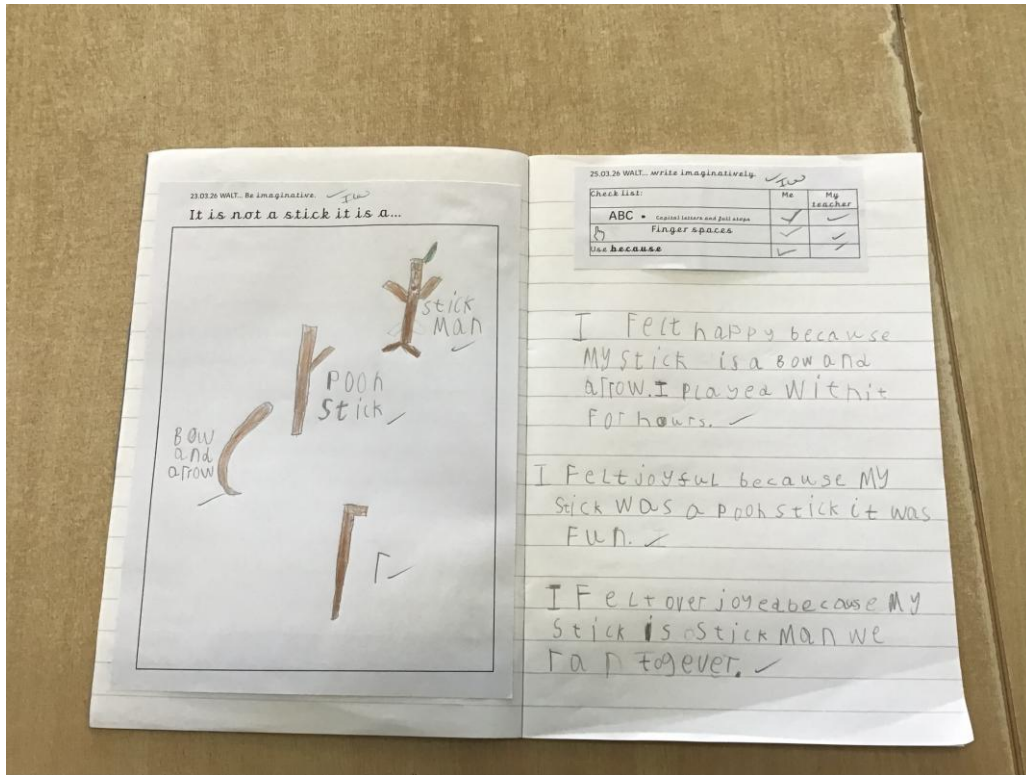 23.03.26 WALT... Be imaginative. IW
It is not a stick it is a...
stick
Man
Pooh
Stick
Bow
and
arrow
r
25.03.26 WALT... write imaginatively. IW
Check list:
Me
My
teacher
ABC • Capital letters and full stops
Finger spaces
Use because
I Felt happy because
My stick is a Bow and
arrow. I Played With it
For hours.
I Felt joyful because My
Stick was a Pooh stick it was
Fun.
I Felt over joyed because My
Stick is Stick Man we
ran togever.